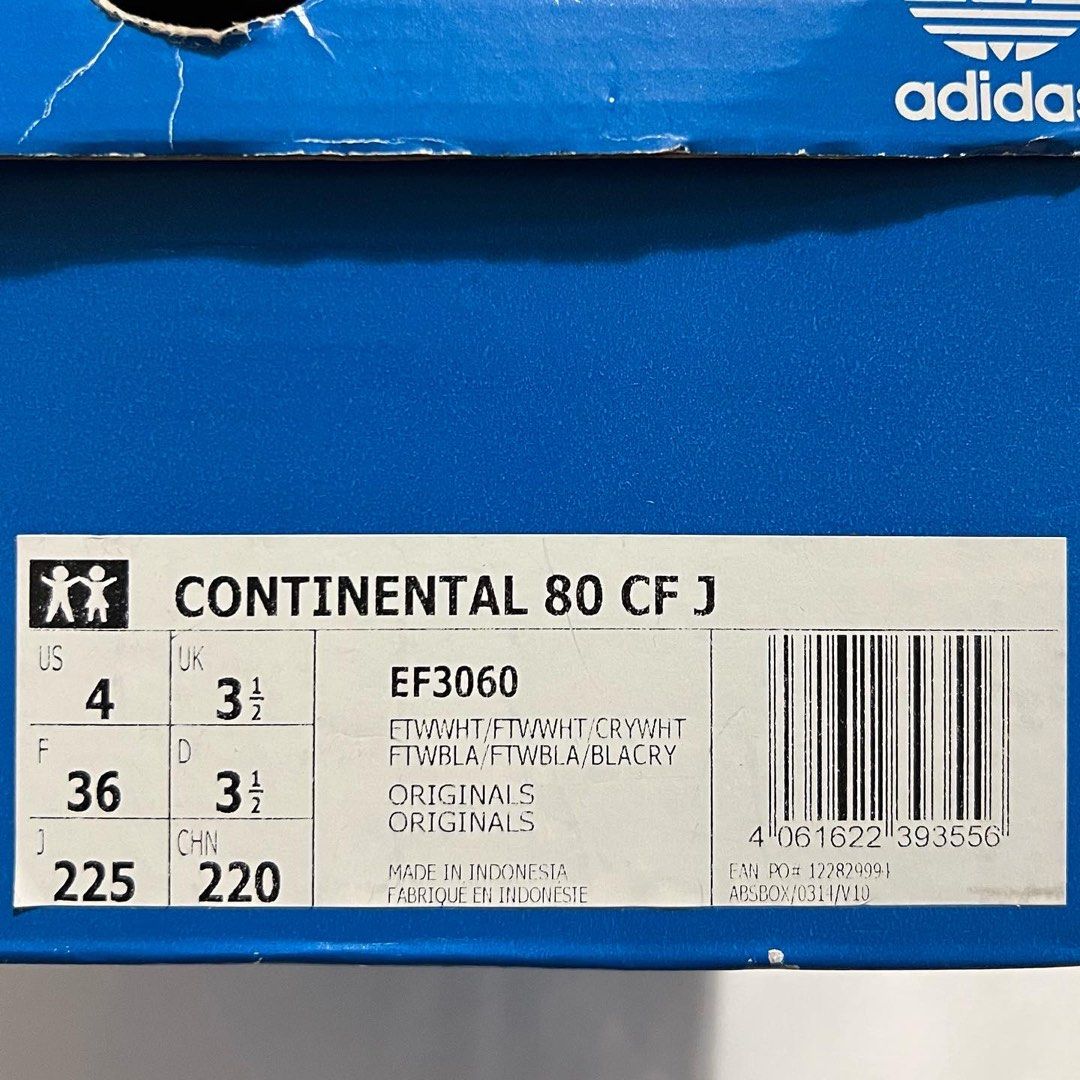 adidas
CONTINENTAL 80 CF J
US
4
UK
3 1/2
F
36
D
3 1/2
J
225
CHN
220
EF3060
FTWWHT/FTWWHT/CRYWHT
FTWBLA/FTWBLA/BLACRY
ORIGINALS
ORIGINALS
MADE IN INDONESIA
FABRIQUÉ EN INDONÉSIE
4 061622 393556
EAN PO# 122829994
ABSBOX/0314/V10